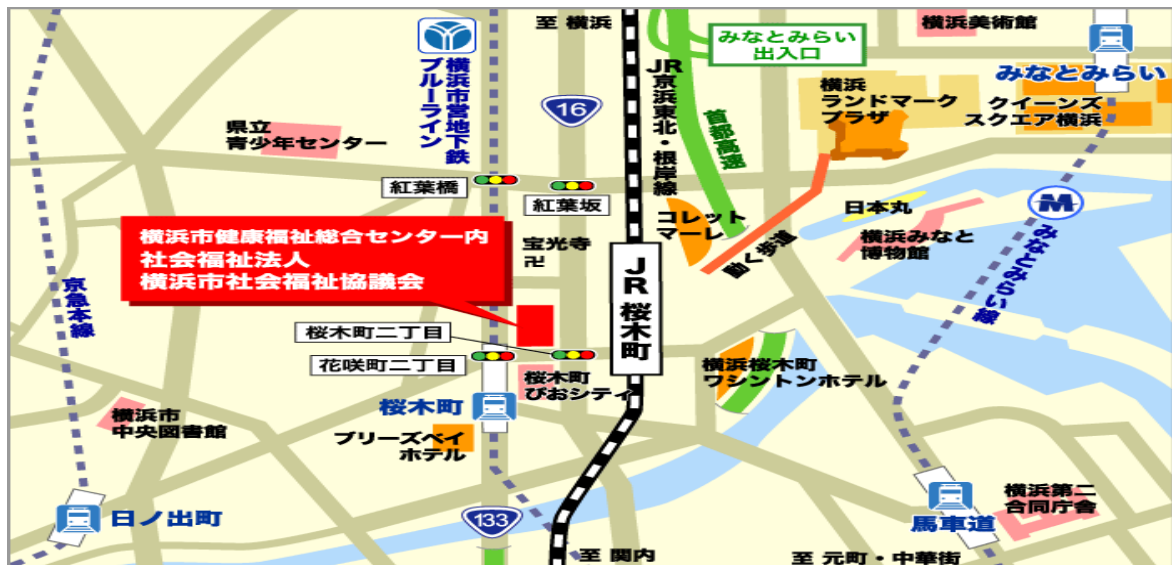 至 横浜
横浜美術館
みなとみらい
出入口
みなとみらい
横浜市営地下鉄
ブルーライン
16
JR京浜東北・根岸線
首都高速
横浜
ランドマーク
プラザ
クイーンズ
スクエア横浜
県立
青少年センター
紅葉橋
紅葉坂
コレット
マーレ
動く歩道
日本丸
横浜みなと
博物館
M
みなとみらい線
横浜市健康福祉総合センター内
社会福祉法人
横浜市社会福祉協議会
宝光寺
卍
JR桜木町
京急本線
桜木町二丁目
花咲町二丁目
桜木町
ぴおシティ
横浜桜木町
ワシントンホテル
桜木町
横浜市
中央図書館
ブリーズベイ
ホテル
日ノ出町
133
馬車道
横浜第二
合同庁舎
至 関内
至 元町・中華街